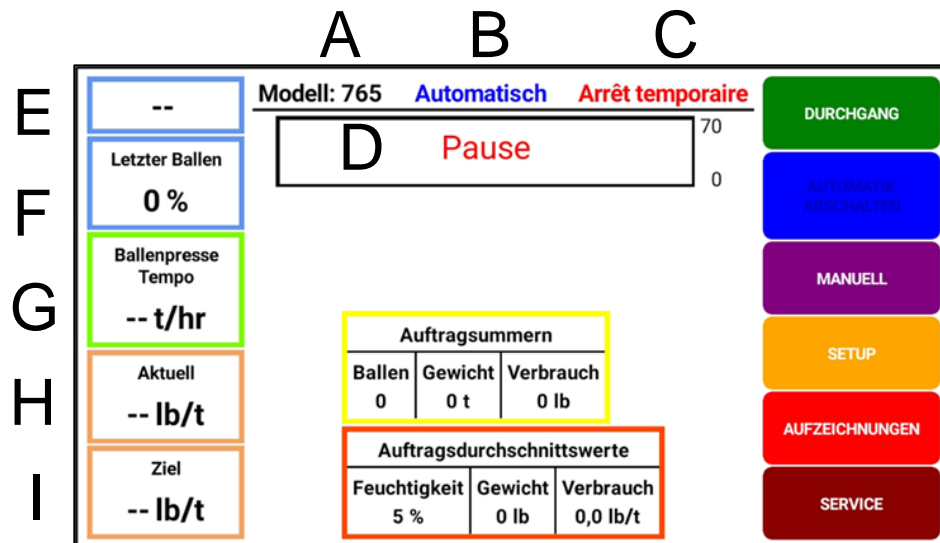 A B C
E
F
G
H
I
--
Letzter Ballen
0 %
Ballenpresse
Tempo
-- t/hr
Aktuell
-- lb/t
Ziel
-- lb/t
Modell: 765 Automatisch Arrêt temporaire
D Pause
70
0
Auftragsummern
Ballen Gewicht Verbrauch
0 0 t 0 lb
Auftragsdurchschnittswerte
Feuchtigkeit Gewicht Verbrauch
5 % 0 lb 0,0 lb/t
DURCHGANG
AUTOMATIK
ABSCHALTEN
MANUELL
SETUP
AUFZEICHNUNGEN
SERVICE